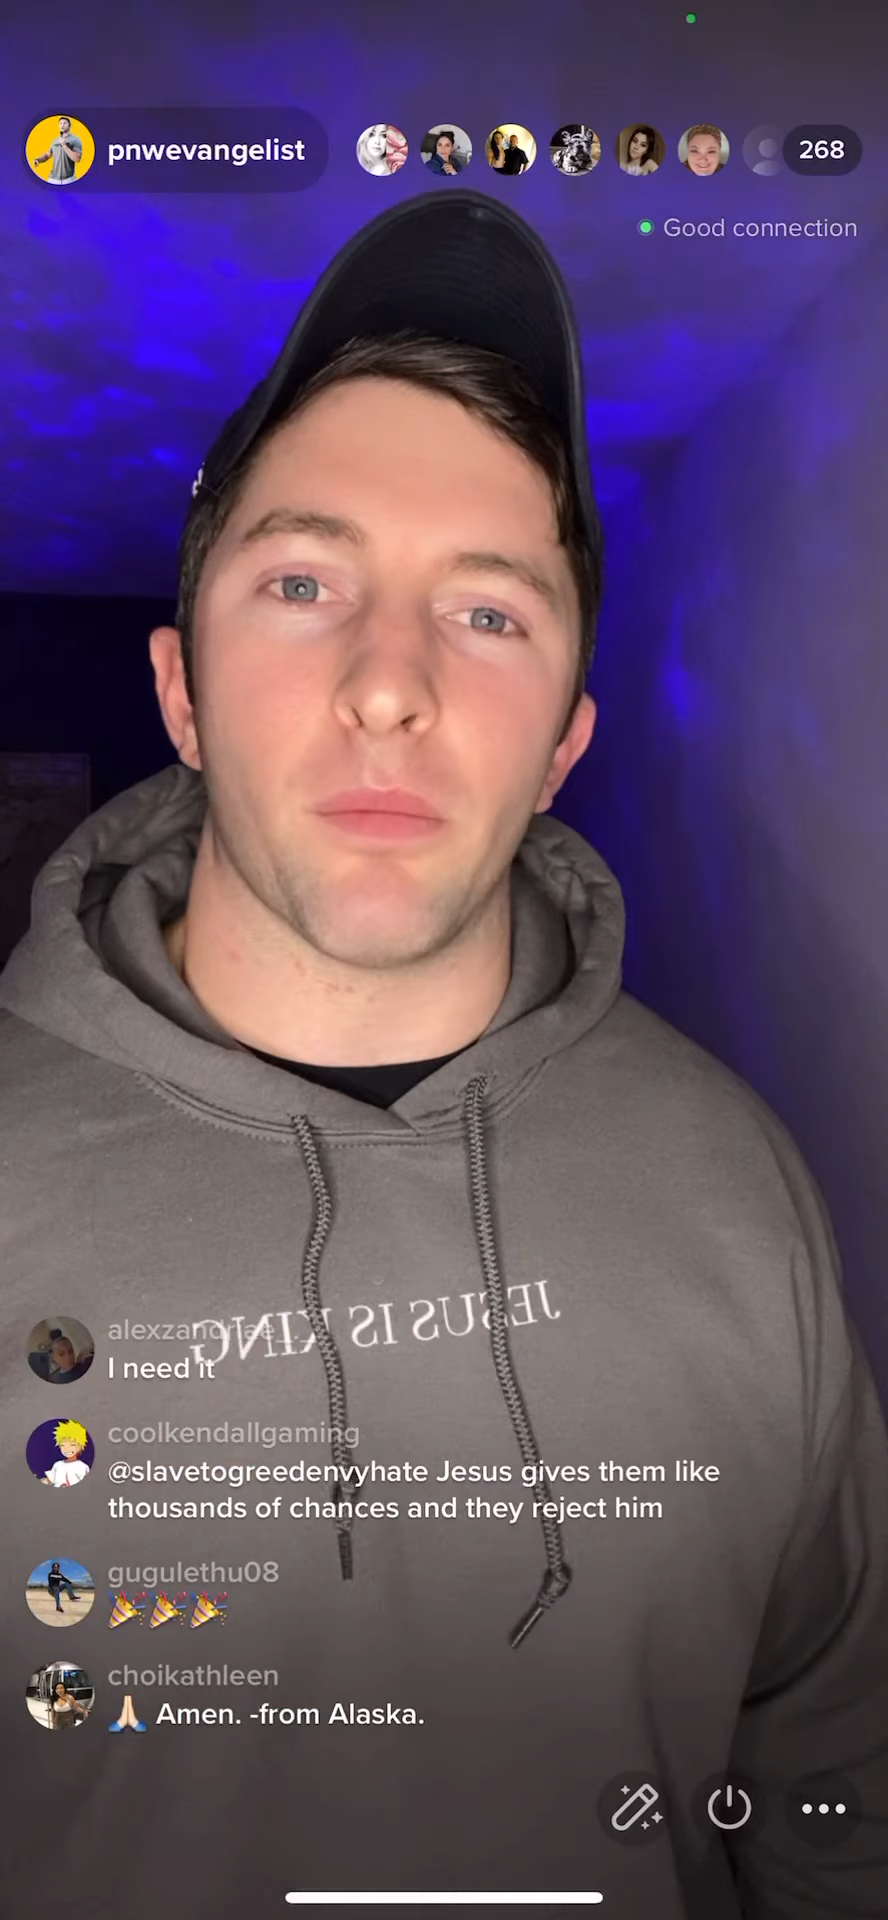 pnwevangelist
268
Good connection
JESUS IS KING
alexzandriae...
I need it
coolkendallgaming
@slavetogreedenvyhate Jesus gives them like
thousands of chances and they reject him
gugulethu08
🎉🎉🎉
choikathleen
🙏🏻 Amen. -from Alaska.